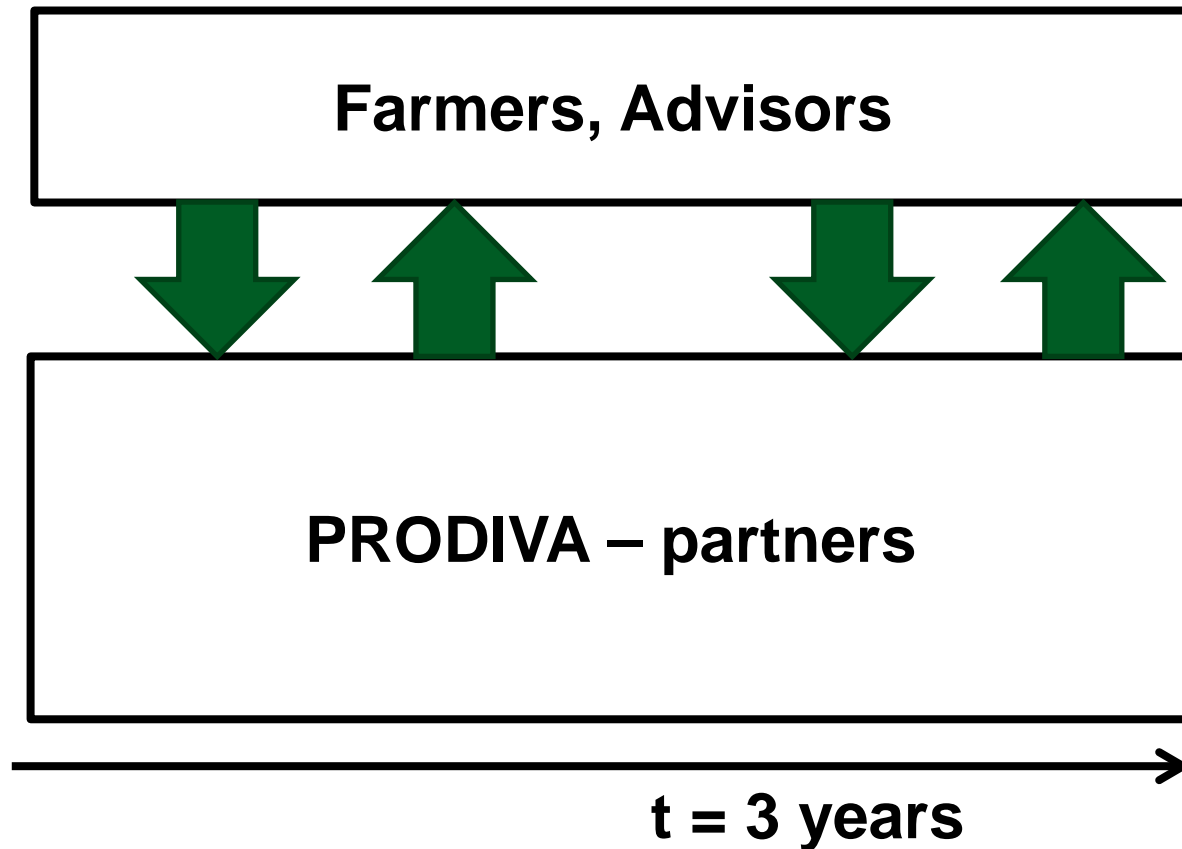 Farmers, Advisors
PRODIVA – partners
t = 3 years